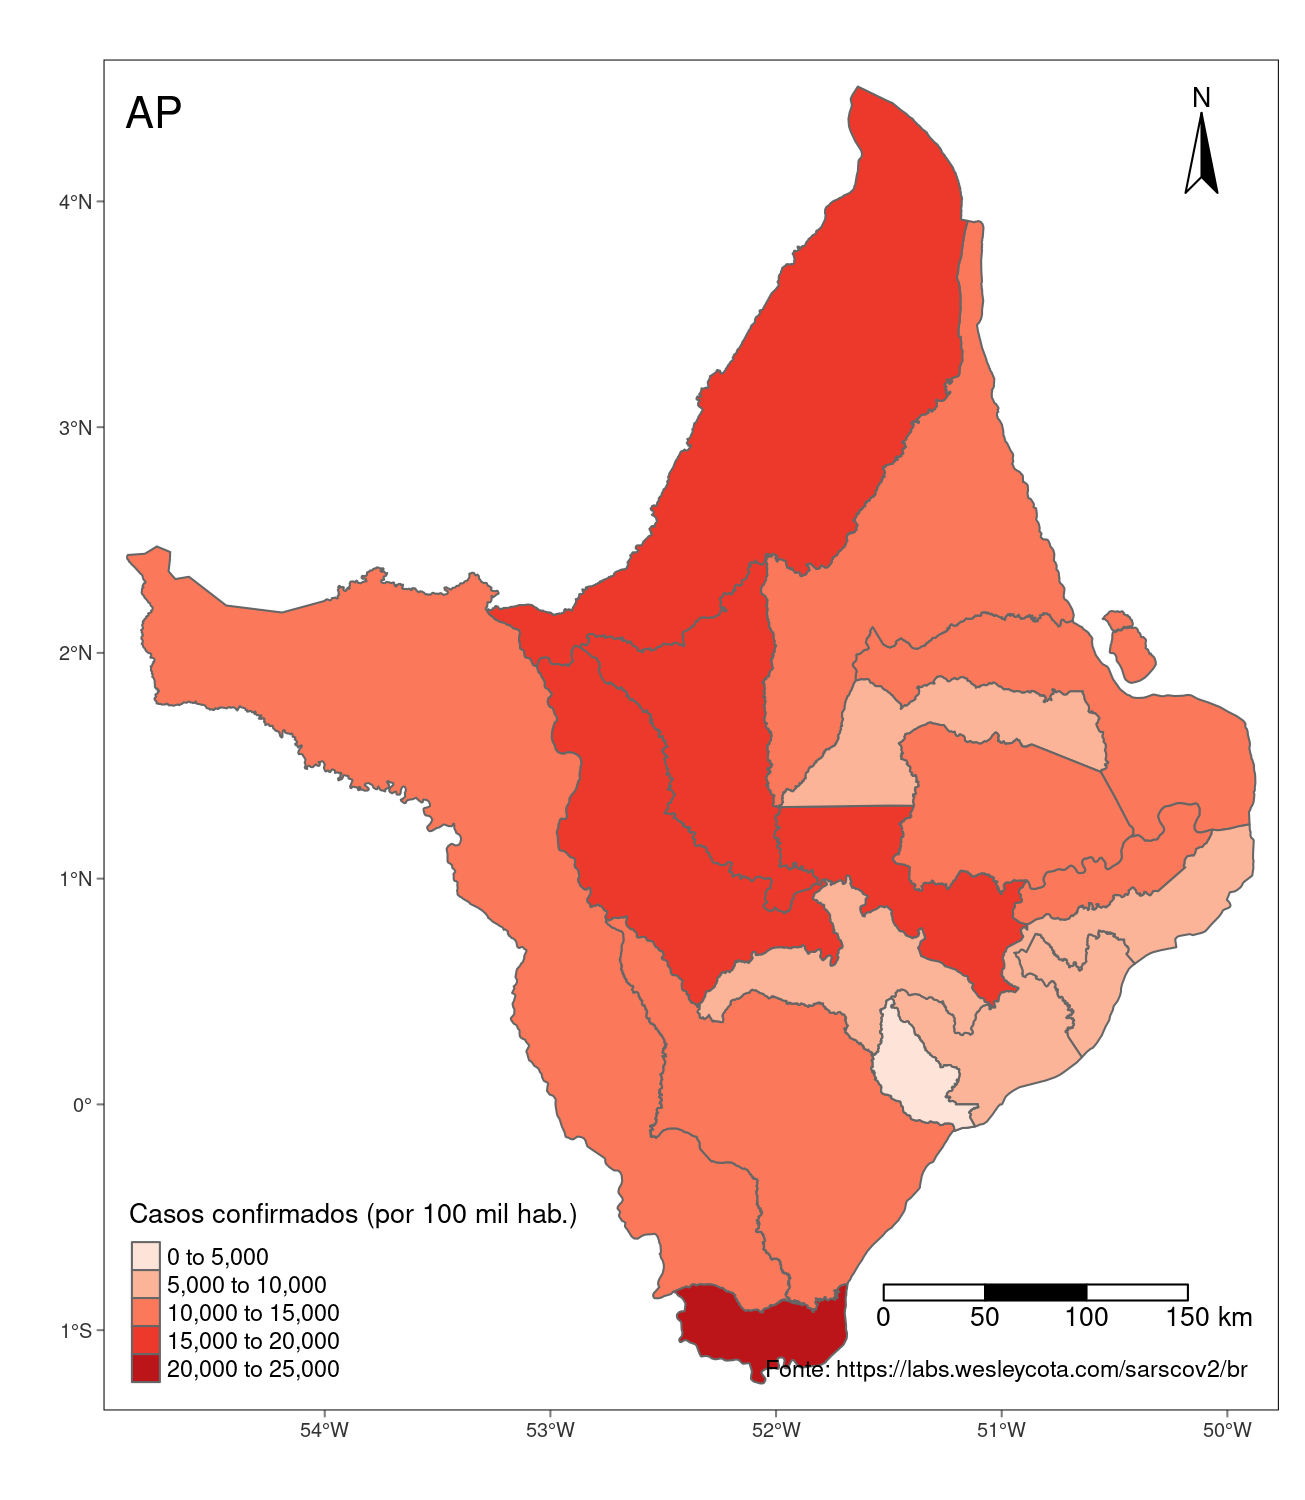 AP
N
4°N
3°N
2°N
1°N
0°
1°S
Casos confirmados (por 100 mil hab.)
0 to 5,000
5,000 to 10,000
10,000 to 15,000
15,000 to 20,000
20,000 to 25,000
0 50 100 150 km
Fonte: https://labs.wesleycota.com/sarscov2/br
54°W 53°W 52°W 51°W 50°W